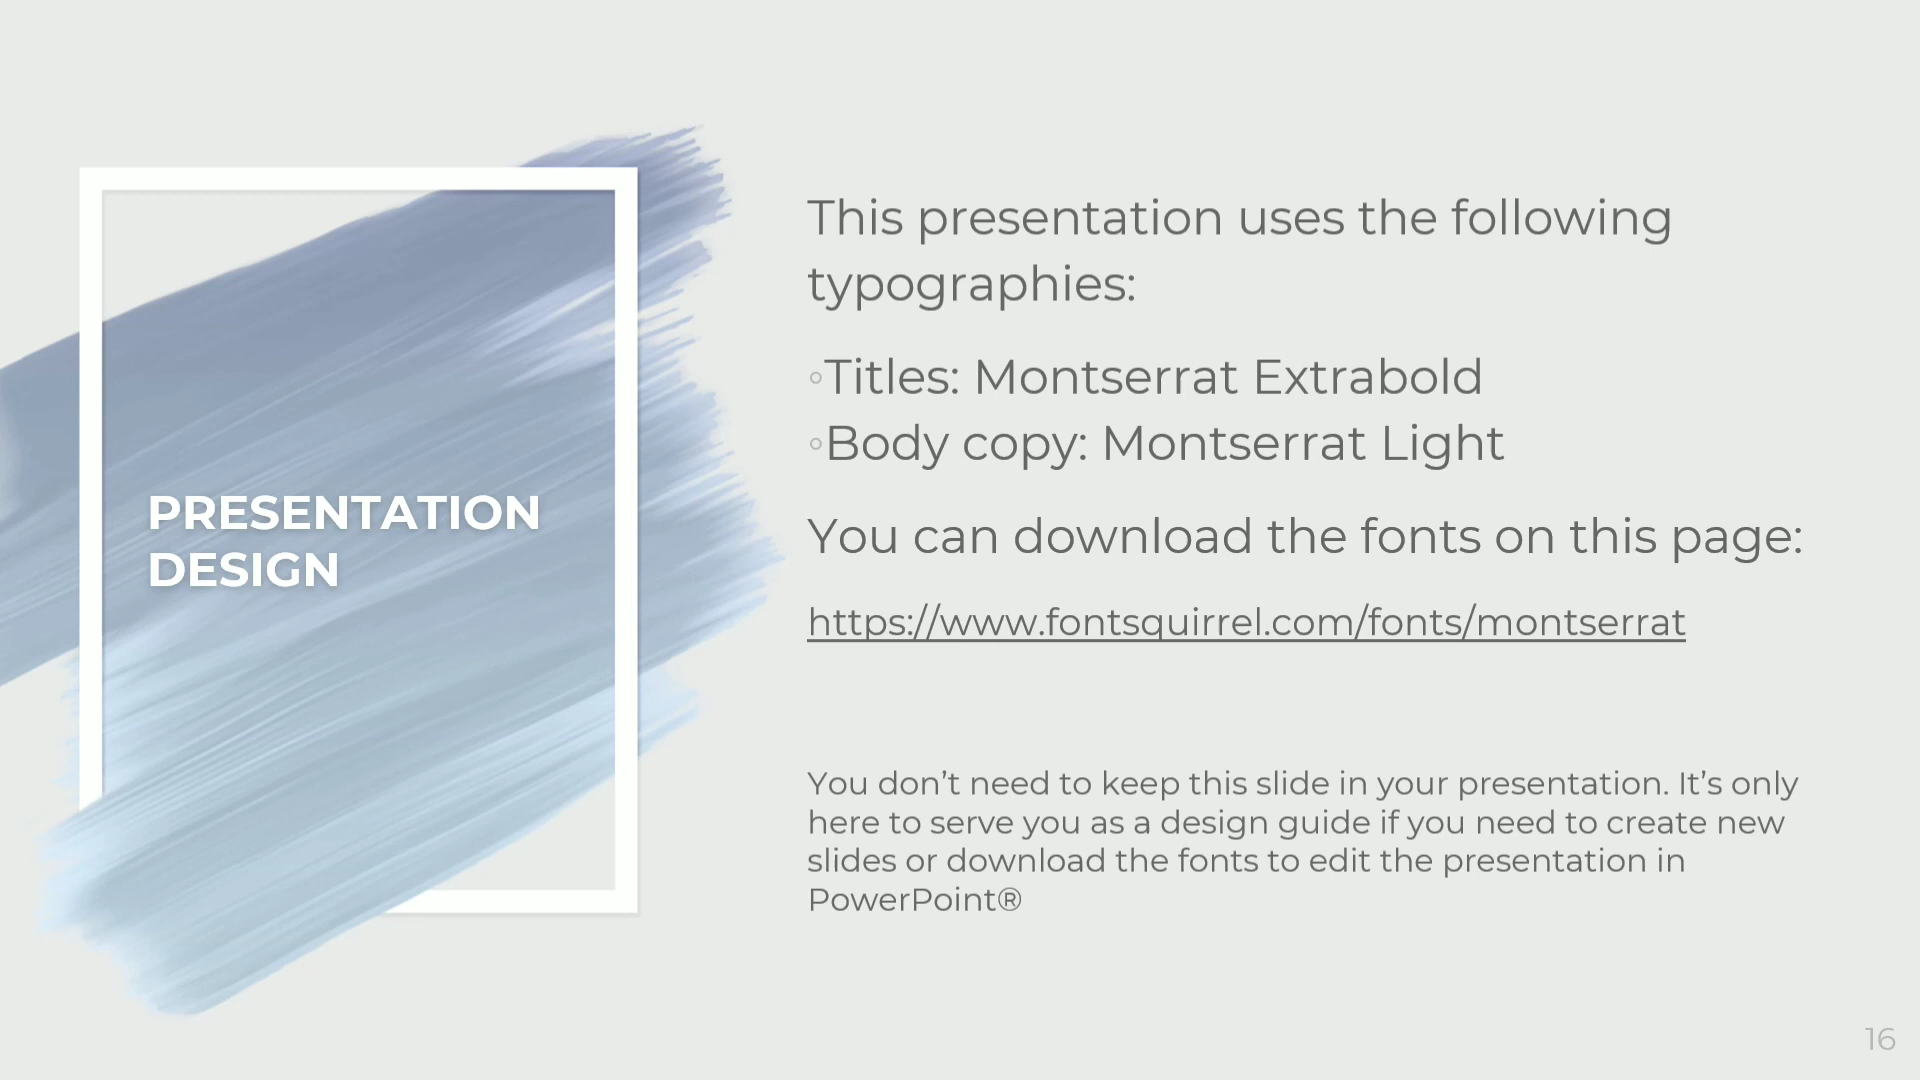 PRESENTATION
DESIGN
This presentation uses the following
typographies:
◦Titles: Montserrat Extrabold
◦Body copy: Montserrat Light
You can download the fonts on this page:
https://www.fontsquirrel.com/fonts/montserrat
You don’t need to keep this slide in your presentation. It’s only
here to serve you as a design guide if you need to create new
slides or download the fonts to edit the presentation in
PowerPoint®
16